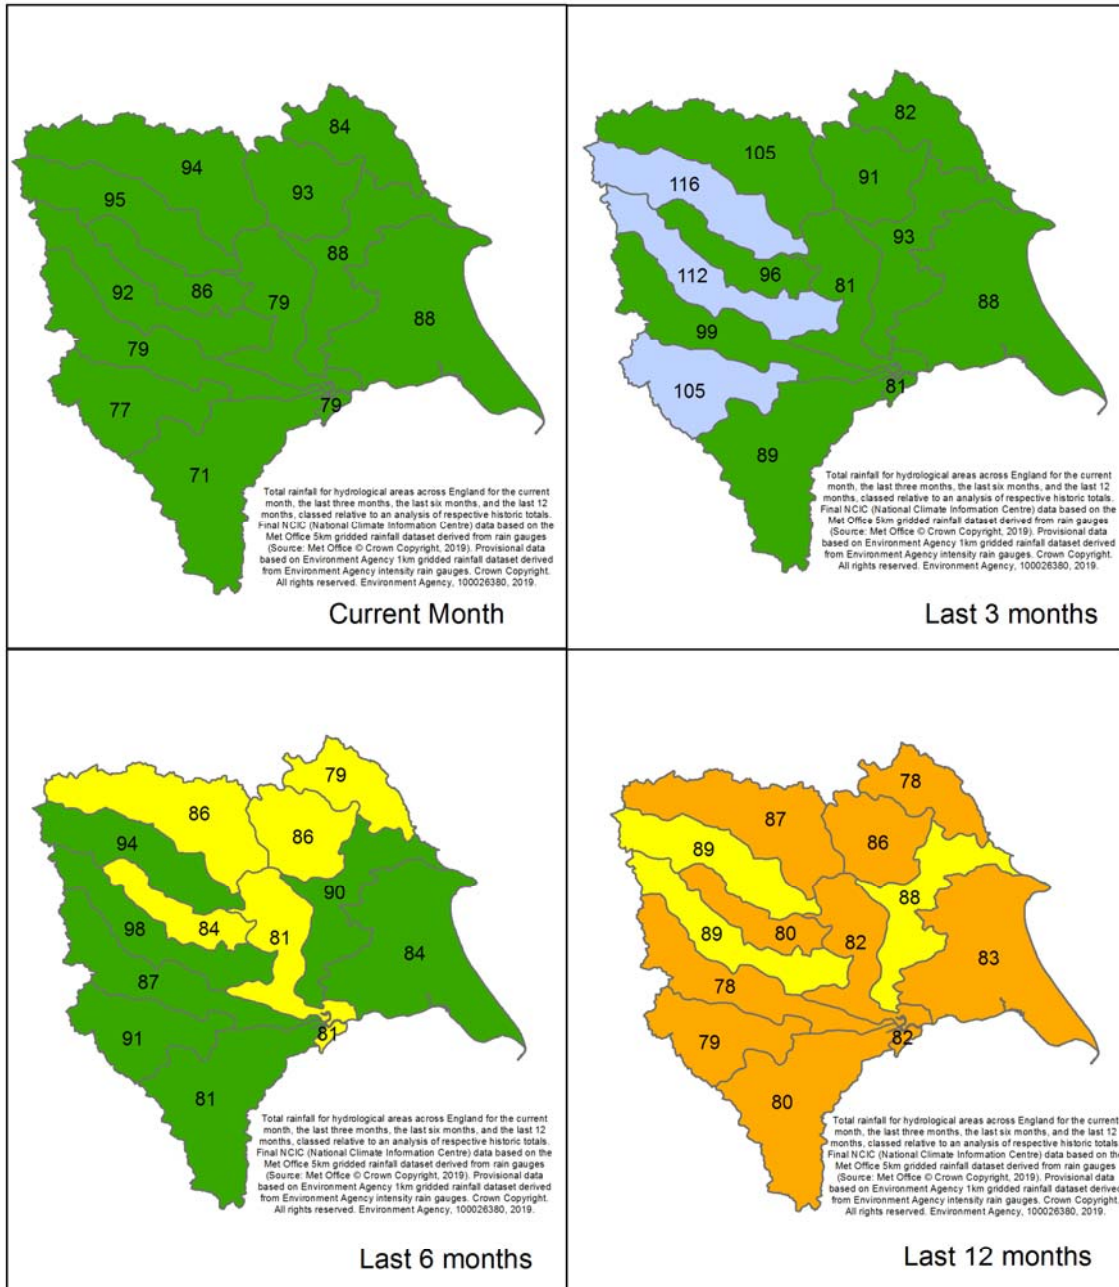 84
94
93
95
88
92
86
79
88
79
77
79
71
Total rainfall for hydrological areas across England for the current
month, the last three months, the last six months, and the last 12
months, classed relative to an analysis of respective historic totals.
Final NCIC (National Climate Information Centre) data based on the
Met Office 5km gridded rainfall dataset derived from rain gauges
(Source: Met Office © Crown Copyright, 2019). Provisional data
based on Environment Agency 1km gridded rainfall dataset derived
from Environment Agency intensity rain gauges. Crown Copyright.
All rights reserved. Environment Agency, 100026380, 2019.
Current Month
82
105
91
116
93
112
96
81
88
99
105
81
89
Total rainfall for hydrological areas across England for the current
month, the last three months, the last six months, and the last 12
months, classed relative to an analysis of respective historic totals.
Final NCIC (National Climate Information Centre) data based on the
Met Office 5km gridded rainfall dataset derived from rain gauges
(Source: Met Office © Crown Copyright, 2019). Provisional data
based on Environment Agency 1km gridded rainfall dataset derived
from Environment Agency intensity rain gauges. Crown Copyright.
All rights reserved. Environment Agency, 100026380, 2019.
Last 3 months
79
86
86
94
90
98
84
81
84
87
91
81
81
Total rainfall for hydrological areas across England for the current
month, the last three months, the last six months, and the last 12
months, classed relative to an analysis of respective historic totals.
Final NCIC (National Climate Information Centre) data based on the
Met Office 5km gridded rainfall dataset derived from rain gauges
(Source: Met Office © Crown Copyright, 2019). Provisional data
based on Environment Agency 1km gridded rainfall dataset derived
from Environment Agency intensity rain gauges. Crown Copyright.
All rights reserved. Environment Agency, 100026380, 2019.
Last 6 months
78
87
86
89
88
89
80
82
83
78
79
82
80
Total rainfall for hydrological areas across England for the current
month, the last three months, the last six months, and the last 12
months, classed relative to an analysis of respective historic totals
Final NCIC (National Climate Information Centre) data based on the
Met Office 5km gridded rainfall dataset derived from rain gauges
(Source: Met Office © Crown Copyright, 2019). Provisional data
based on Environment Agency 1km gridded rainfall dataset derived
from Environment Agency intensity rain gauges. Crown Copyright.
All rights reserved. Environment Agency, 100026380, 2019.
Last 12 months